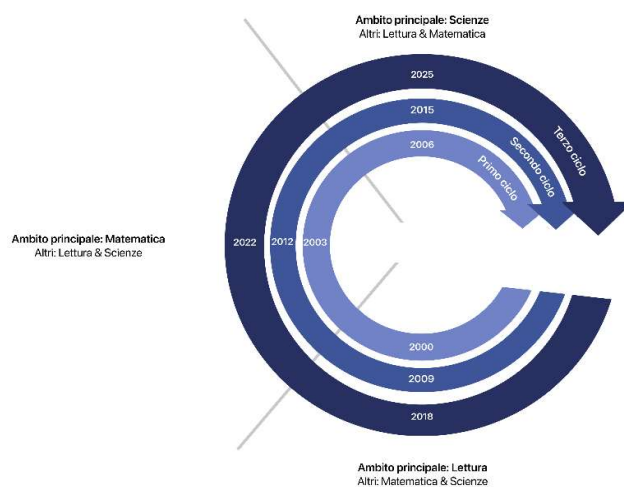 Ambito principale: Scienze
Altri: Lettura & Matematica
2025
2015
2006
Primo ciclo
Secondo ciclo
Terzo ciclo
Ambito principale: Matematica
Altri: Lettura & Scienze
2022
2012
2003
2000
2009
2018
Ambito principale: Lettura
Altri: Matematica & Scienze